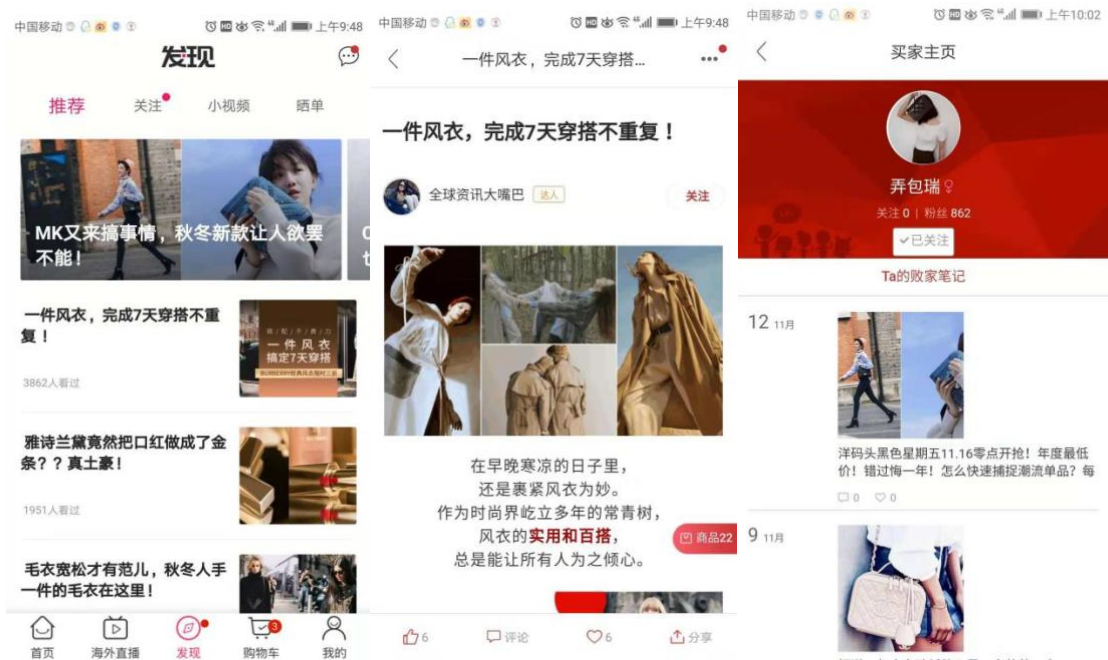 中国移动
HD
4G
上午9:48
发现
推荐
关注
小视频
晒单
MK又来搞事情，秋冬新款让人欲罢
不能！
一件风衣，完成7天穿搭不重
复！
3862人看过
一件风衣
搞定7天穿搭
雅诗兰黛竟然把口红做成了金
条？？真土豪！
1951人看过
毛衣宽松才有范儿，秋冬人手
一件的毛衣在这里！
首页
海外直播
发现
3
购物车
我的
中国移动
HD
4G
上午9:48
一件风衣，完成7天穿搭...
一件风衣，完成7天穿搭不重复！
全球资讯大嘴巴
达人
关注
在早晚寒凉的日子里，
还是裹紧风衣为妙。
作为时尚界屹立多年的常青树，
风衣的实用和百搭，
总是能让所有人为之倾心。
商品22
6
评论
6
分享
中国移动
HD
4G
上午10:02
买家主页
弄包瑞♀
关注 0 | 粉丝 862
已关注
Ta的败家笔记
12 11月
洋码头黑色星期五11.16零点开抢！年度最低
价！错过悔一年！怎么快速捕捉潮流单品？每
0
0
9 11月